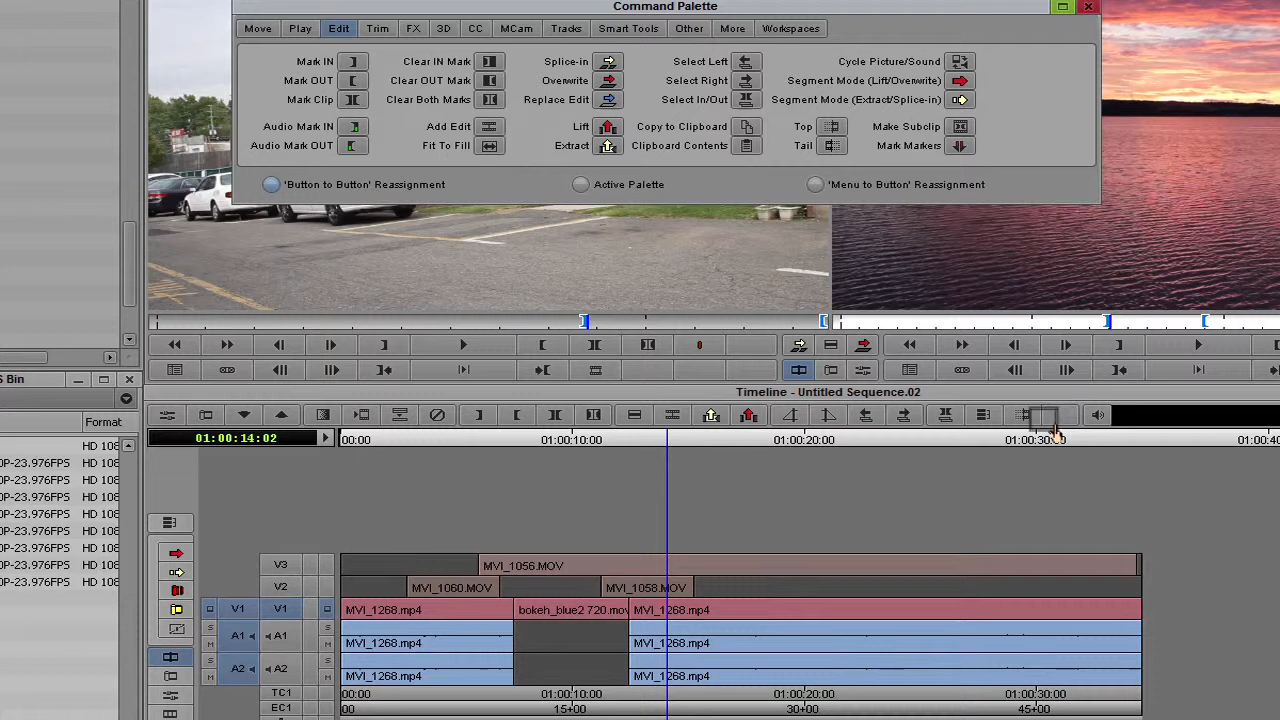 Command Palette
Move Play Edit Trim FX 3D CC MCam Tracks Smart Tools Other More Workspaces
Mark IN Clear IN Mark Splice-in Select Left Cycle Picture/Sound
Mark OUT Clear OUT Mark Overwrite Select Right Segment Mode (Lift/Overwrite)
Mark Clip Clear Both Marks Replace Edit Select In/Out Segment Mode (Extract/Splice-in)
Audio Mark IN Add Edit Lift Copy to Clipboard Top Make Subclip
Audio Mark OUT Fit To Fill Extract Clipboard Contents Tail Mark Markers
'Button to Button' Reassignment Active Palette 'Menu to Button' Reassignment
S Bin
Timeline - Untitled Sequence.02
Format
01:00:14:02 00:00 01:00:10:00 01:00:20:00 01:00:30:00 01:00:40
HD 108
0P-23.976FPS HD 108
0P-23.976FPS HD 108
0P-23.976FPS HD 108
0P-23.976FPS HD 108
0P-23.976FPS HD 108
0P-23.976FPS HD 108
0P-23.976FPS HD 108
0P-23.976FPS HD 108
V3 MVI_1056.MOV
V2 MVI_1060.MOV MVI_1058.MOV
V1 V1 MVI_1268.mp4 bokeh_blue2 720.mov MVI_1268.mp4
S S
A1 A1
M MVI_1268.mp4 MVI_1268.mp4 M
S S
A2 A2
M MVI_1268.mp4 MVI_1268.mp4 M
TC1 00:00 01:00:10:00 01:00:20:00 01:00:30:00
EC1 00 15+00 30+00 45+00